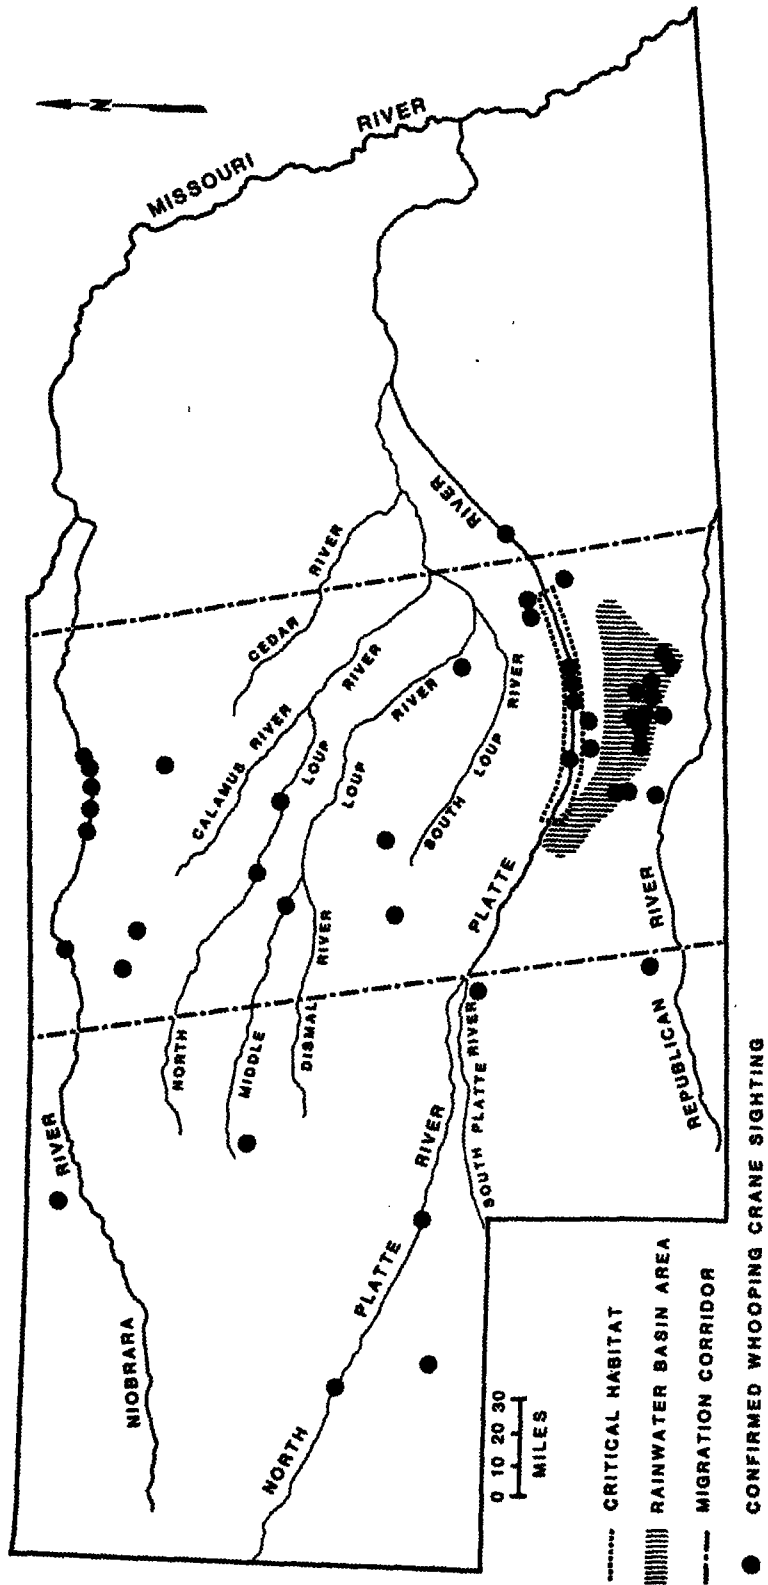 N
MISSOURI RIVER
CEDAR RIVER
CALAMUS RIVER
NORTH LOUP RIVER
MIDDLE LOUP RIVER
DISMAL RIVER
SOUTH LOUP RIVER
PLATTE RIVER
NIOBRARA RIVER
NORTH PLATTE RIVER
SOUTH PLATTE RIVER
REPUBLICAN RIVER
0 10 20 30
MILES
CRITICAL HABITAT
RAINWATER BASIN AREA
MIGRATION CORRIDOR
CONFIRMED WHOOPING CRANE SIGHTING